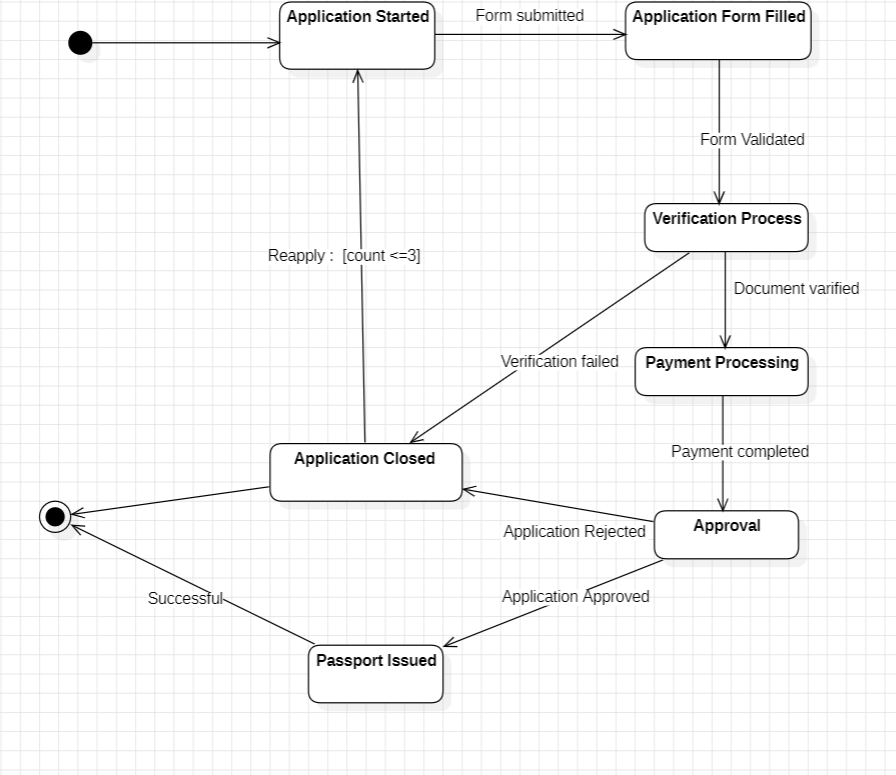 Application Started
Form submitted
Application Form Filled
Form Validated
Verification Process
Reapply :  [count <=3]
Document varified
Verification failed
Payment Processing
Payment completed
Application Closed
Application Rejected
Approval
Successful
Application Approved
Passport Issued